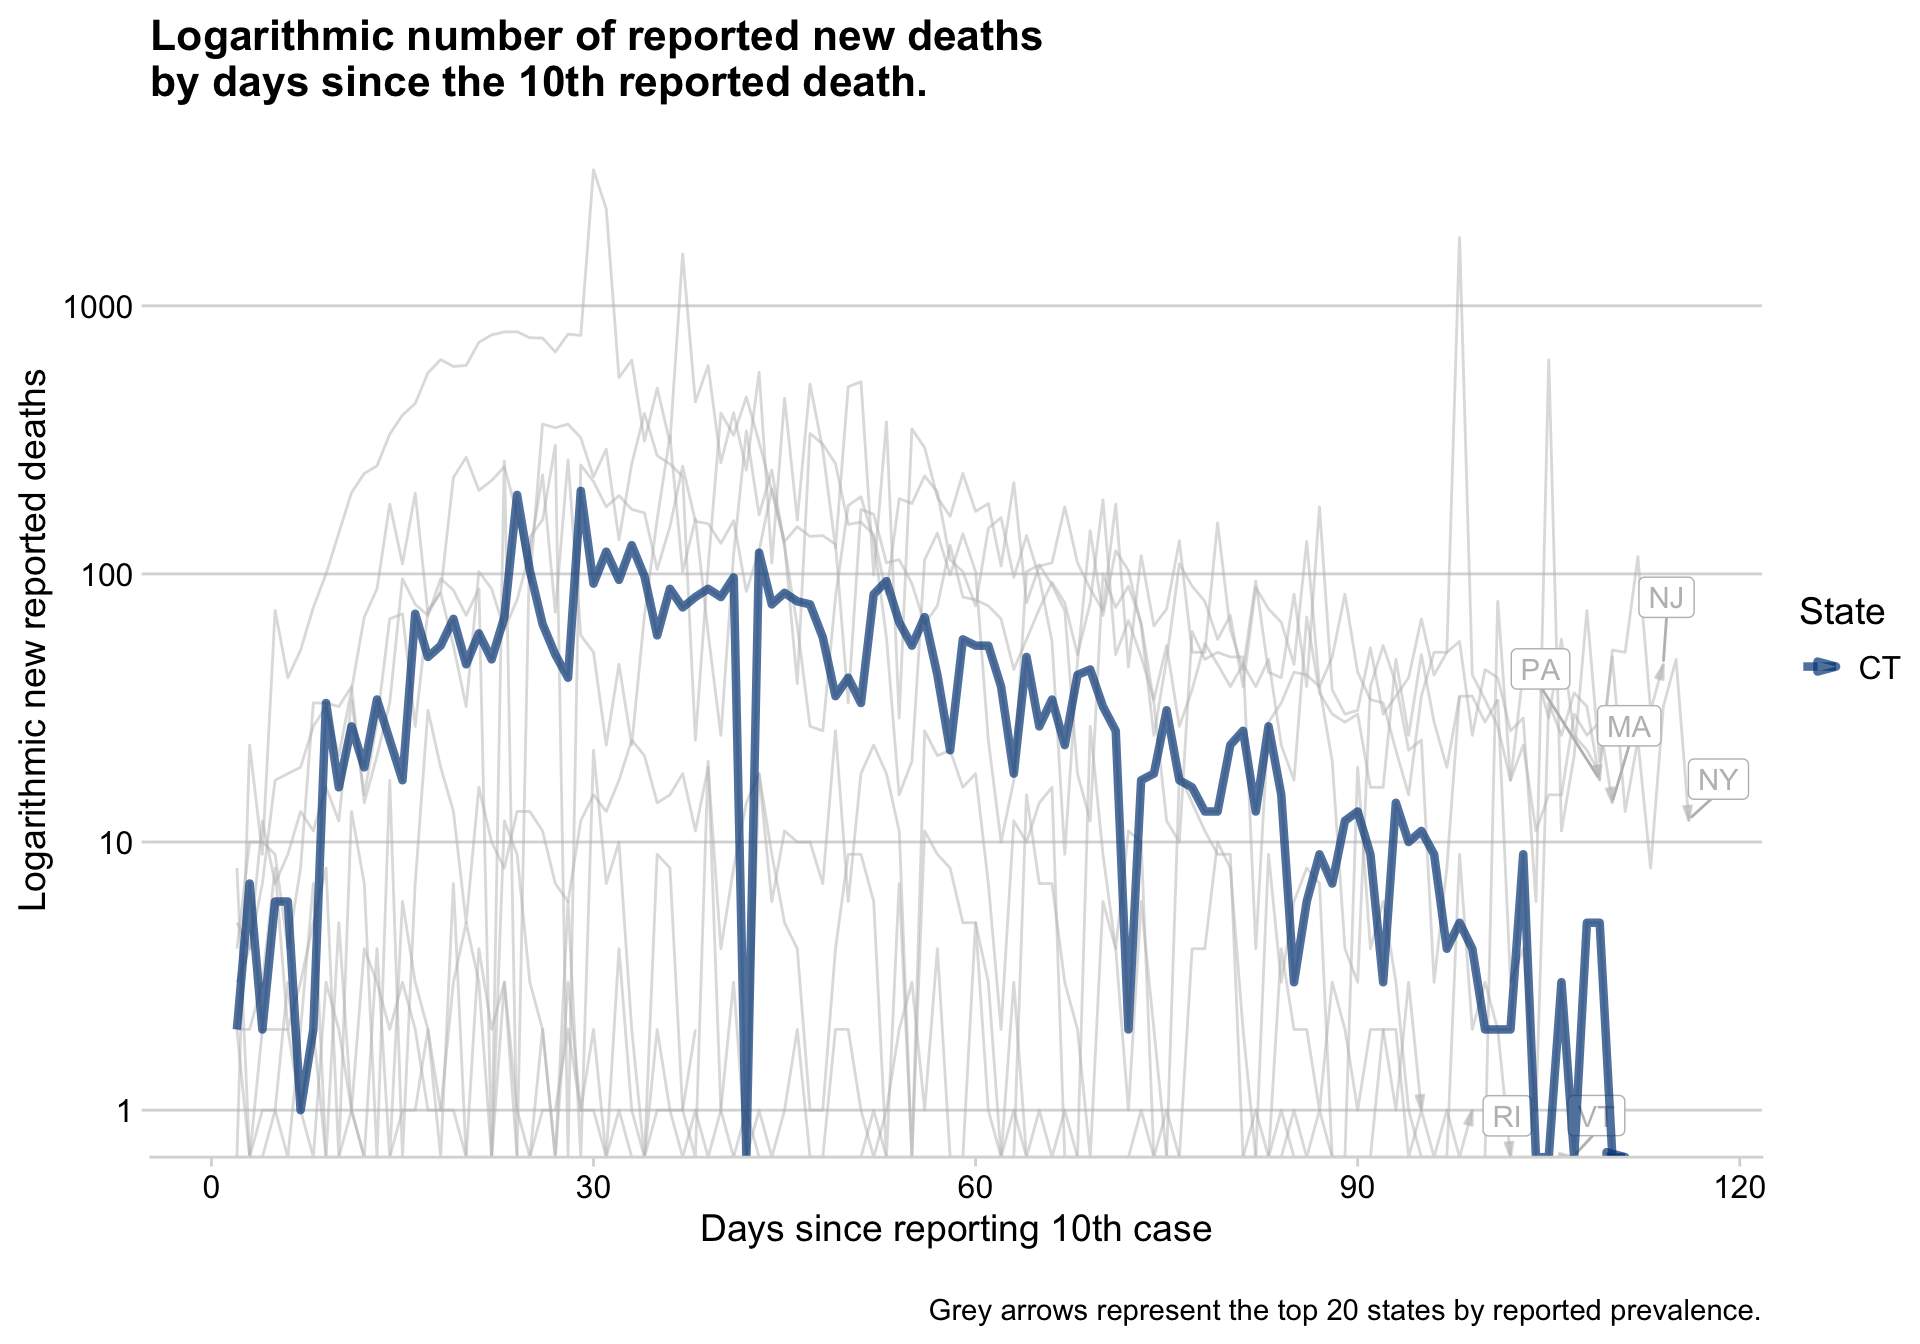 Logarithmic number of reported new deaths
by days since the 10th reported death.
Logarithmic new reported deaths
1000
100
10
1
NJ
PA
MA
NY
RI
VT
State
CT
0
30
60
90
120
Days since reporting 10th case
Grey arrows represent the top 20 states by reported prevalence.